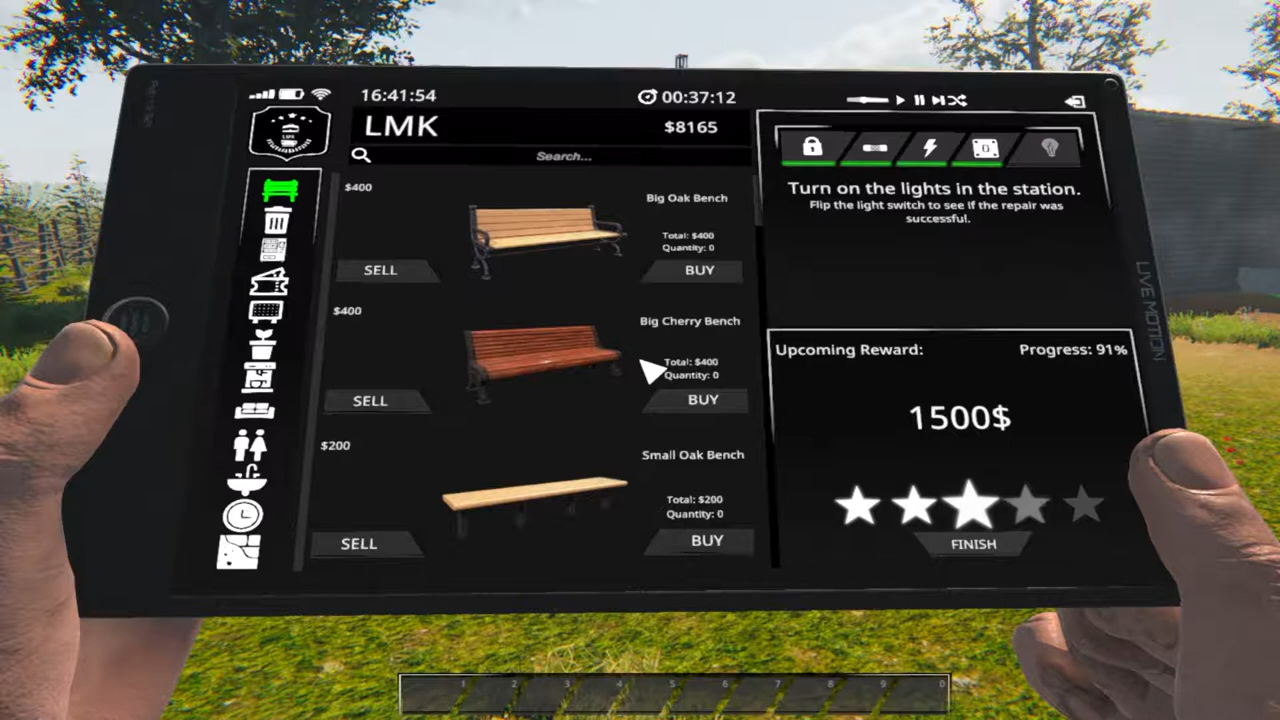 16:41:54
00:37:12
LMK
$8165
Search...
$400
Big Oak Bench
Total: $400
Quantity: 0
SELL
BUY
$400
Big Cherry Bench
Total: $400
Quantity: 0
SELL
BUY
$200
Small Oak Bench
Total: $200
Quantity: 0
SELL
BUY
Turn on the lights in the station.
Flip the light switch to see if the repair was
successful.
Upcoming Reward:
Progress: 91%
1500$
FINISH
LIVE MOTION
1 2 3 4 5 6 7 8 9 0